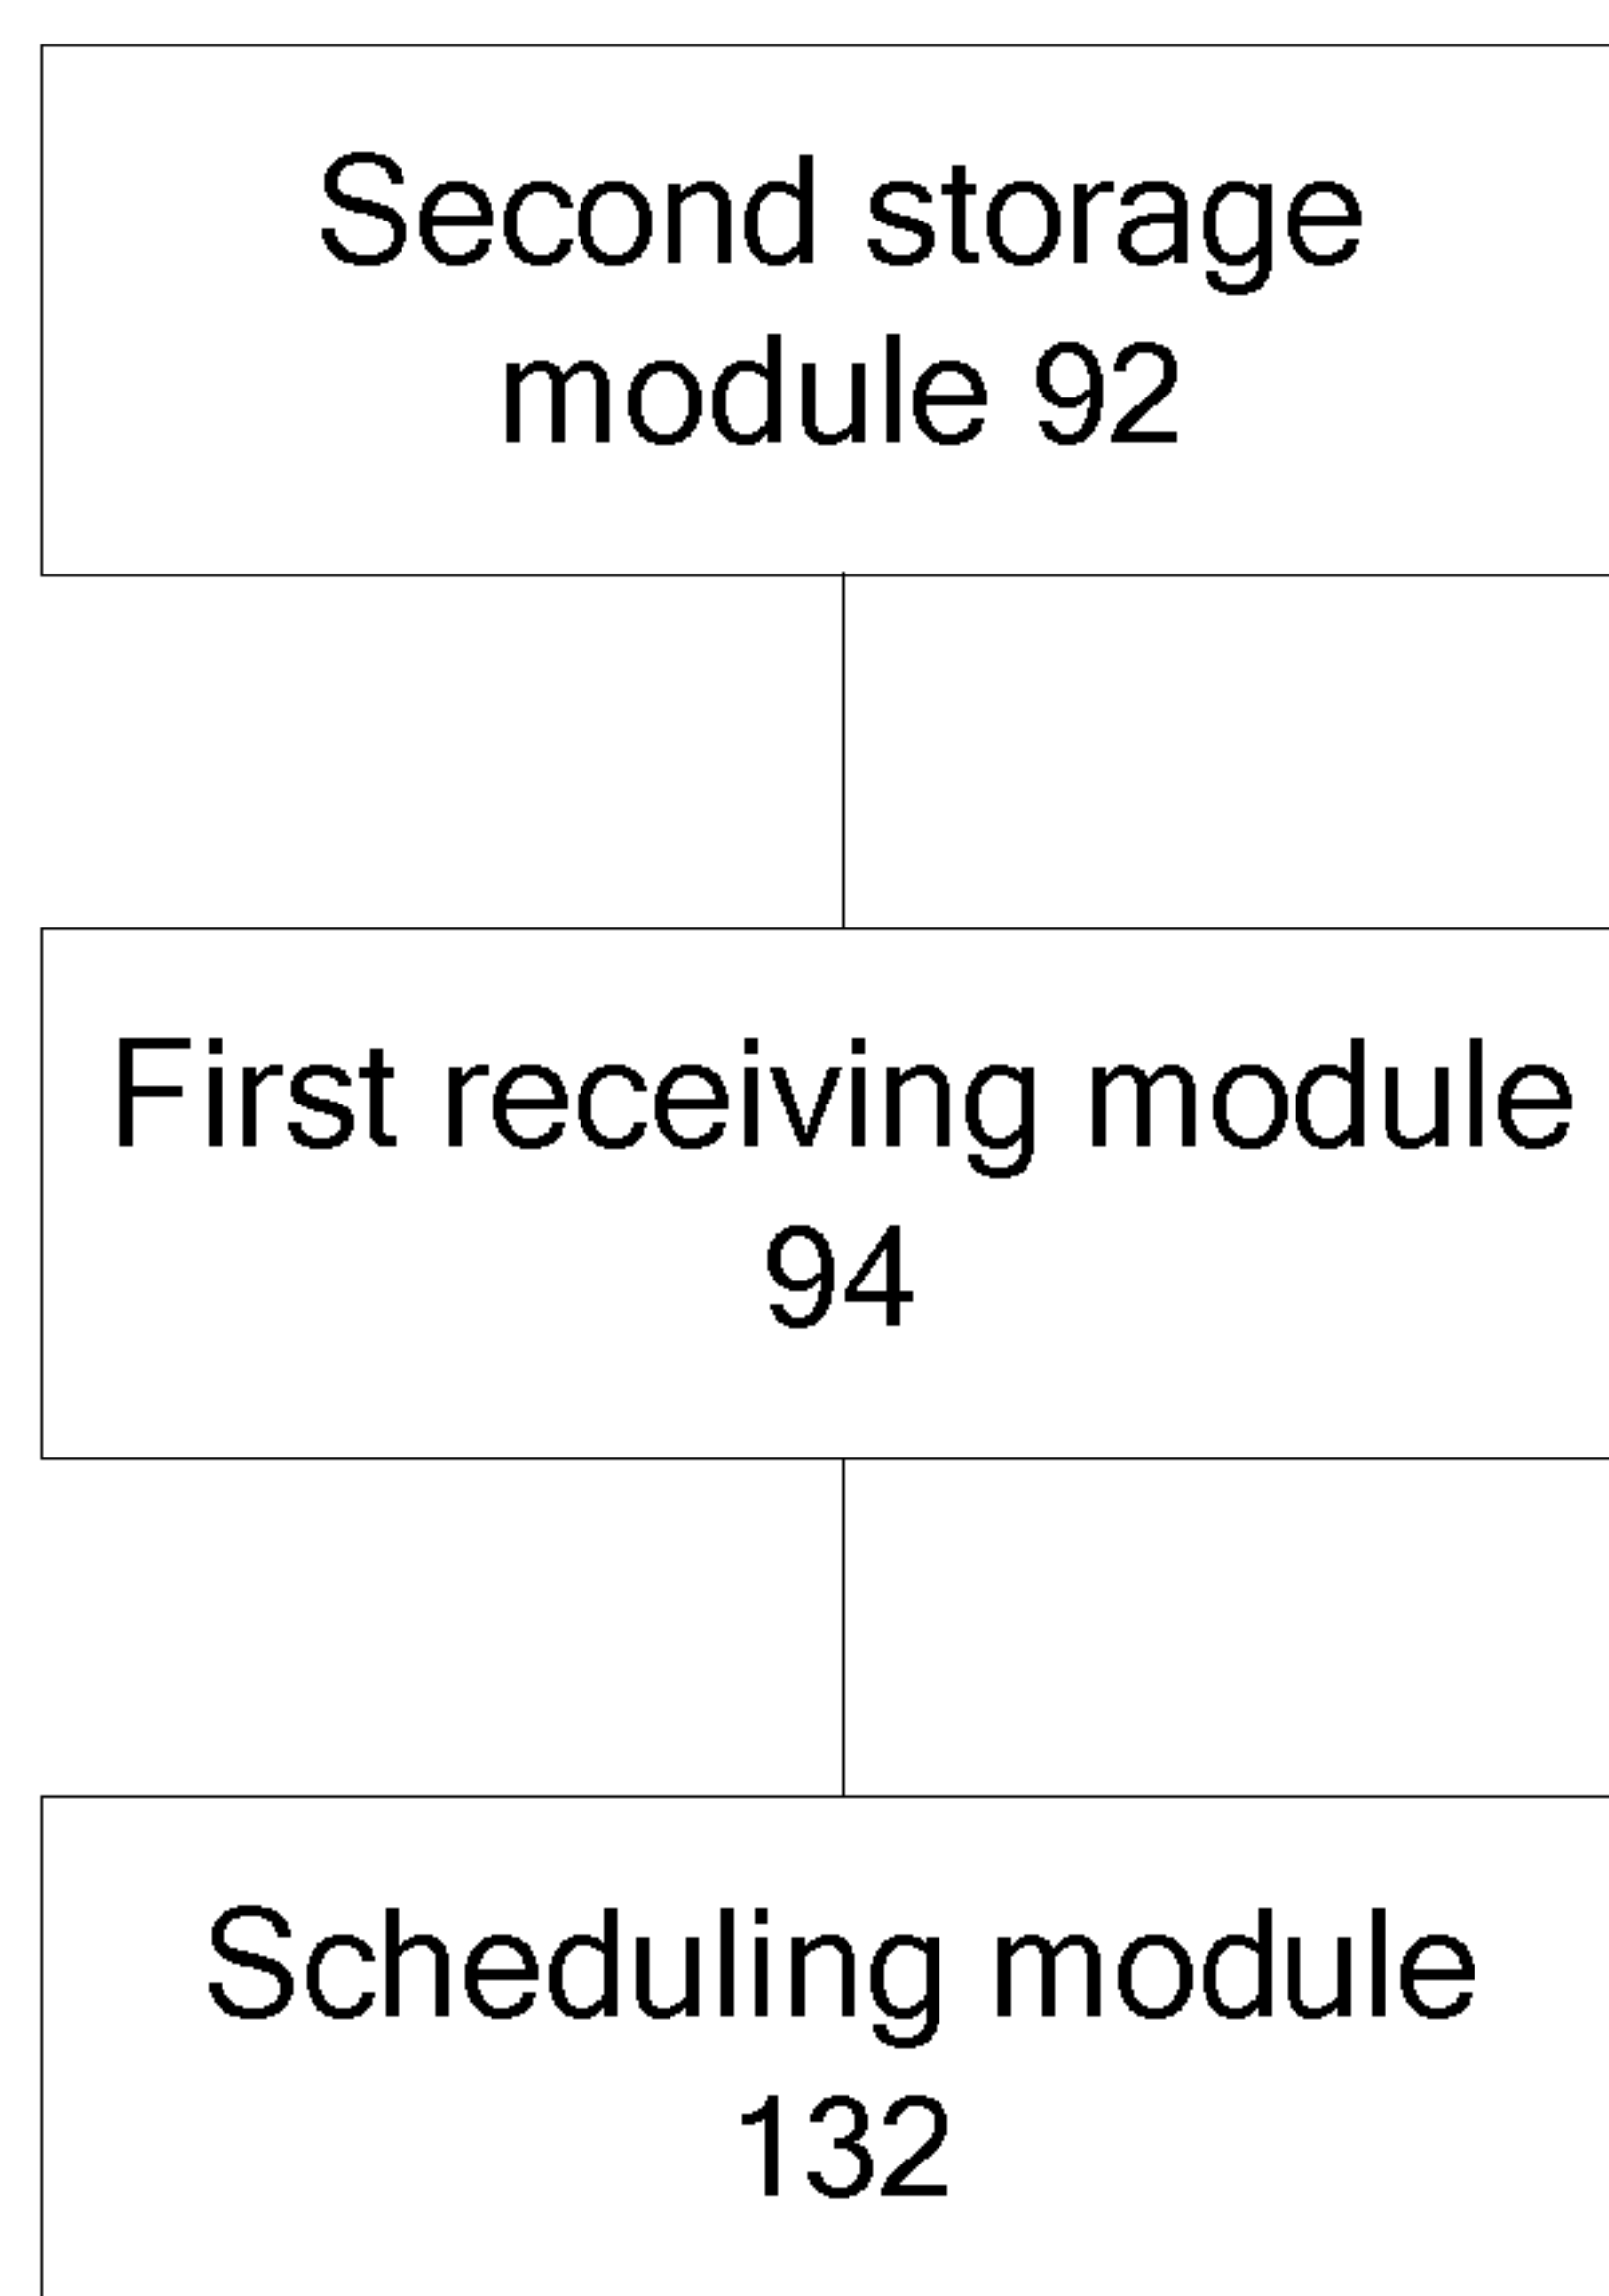 Second storage
module 92
First receiving module
94
Scheduling module
132